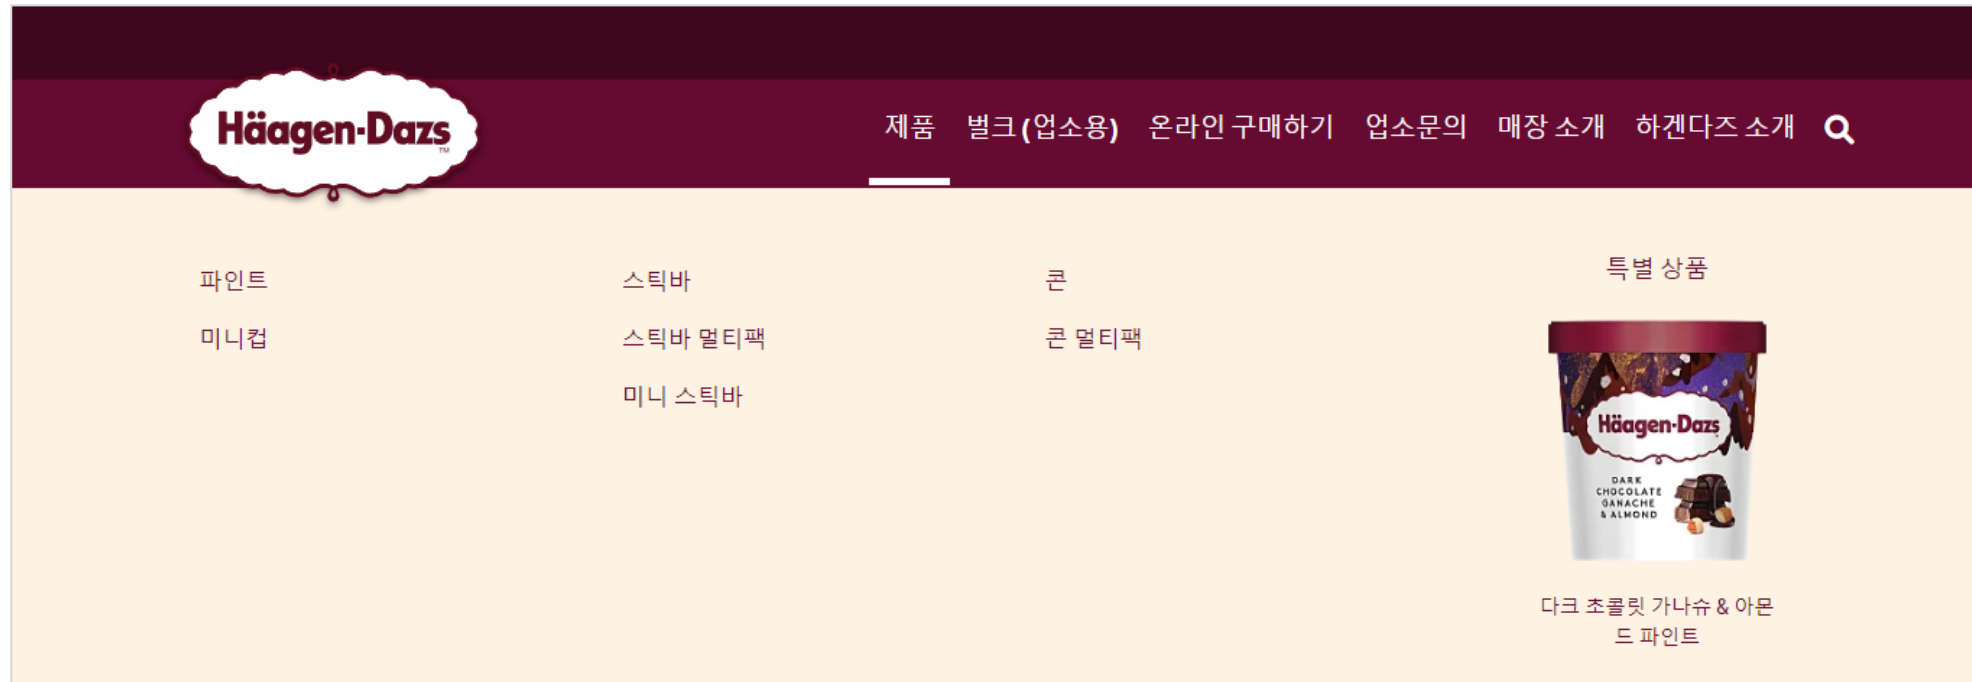 Häagen-Dazs
TM
제품 벌크(업소용) 온라인 구매하기 업소문의 매장 소개 하겐다즈 소개
파인트
미니컵
스틱바
스틱바 멀티팩
미니 스틱바
콘
콘 멀티팩
특별 상품
Häagen-Dazs
DARK
CHOCOLATE
GANACHE
& ALMOND
다크 초콜릿 가나슈 & 아몬
드 파인트